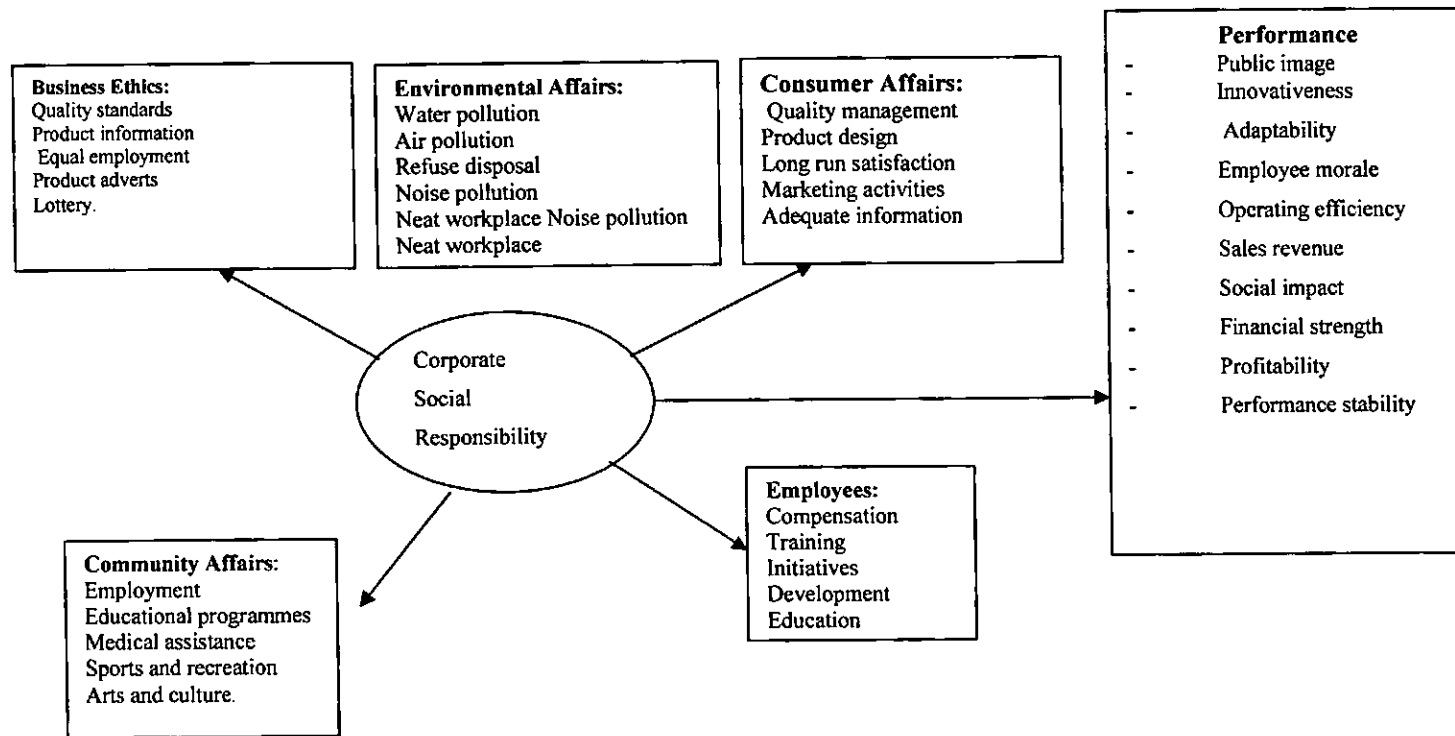 Business Ethics:
Quality standards
Product information
Equal employment
Product adverts
Lottery.
Environmental Affairs:
Water pollution
Air pollution
Refuse disposal
Noise pollution
Neat workplace Noise pollution
Neat workplace
Consumer Affairs:
Quality management
Product design
Long run satisfaction
Marketing activities
Adequate information
Performance
- Public image
- Innovativeness
- Adaptability
- Employee morale
- Operating efficiency
- Sales revenue
- Social impact
- Financial strength
- Profitability
- Performance stability
Corporate
Social
Responsibility
Employees:
Compensation
Training
Initiatives
Development
Education
Community Affairs:
Employment
Educational programmes
Medical assistance
Sports and recreation
Arts and culture.